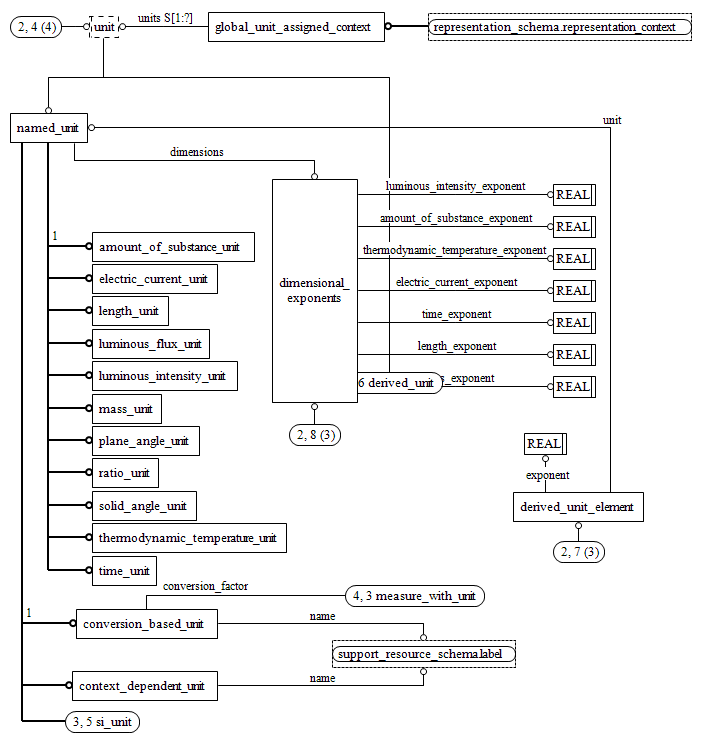 2, 4 (4)
unit
units S[1:?]
global_unit_assigned_context
representation_schema.representation_context
named_unit
unit
dimensions
luminous_intensity_exponent
REAL
amount_of_substance_exponent
REAL
1
amount_of_substance_unit
thermodynamic_temperature_exponent
REAL
electric_current_unit
dimensional_
exponents
electric_current_exponent
REAL
length_unit
time_exponent
REAL
luminous_flux_unit
length_exponent
REAL
luminous_intensity_unit
6 derived_unit
s_exponent
REAL
mass_unit
2, 8 (3)
plane_angle_unit
REAL
ratio_unit
exponent
solid_angle_unit
derived_unit_element
thermodynamic_temperature_unit
2, 7 (3)
time_unit
conversion_factor
4, 3 measure_with_unit
1
conversion_based_unit
name
support_resource_schema.label
context_dependent_unit
name
3, 5 si_unit